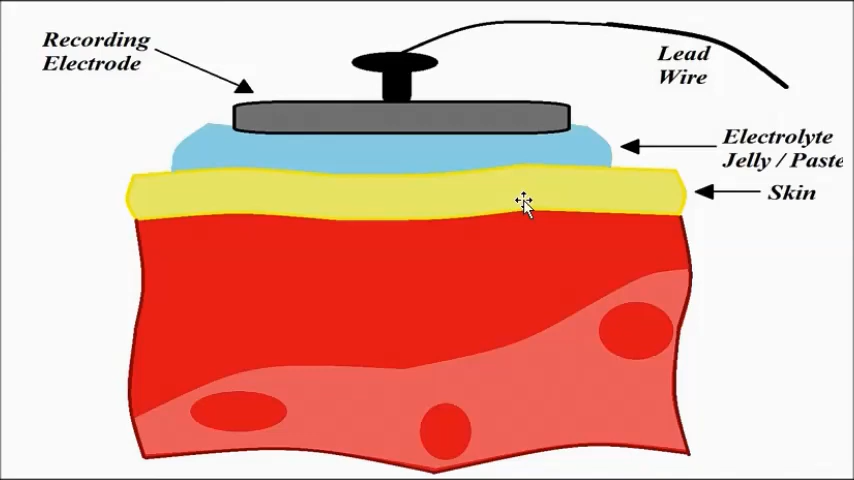 Recording
Electrode
Lead
Wire
Electrolyte
Jelly / Paste
Skin